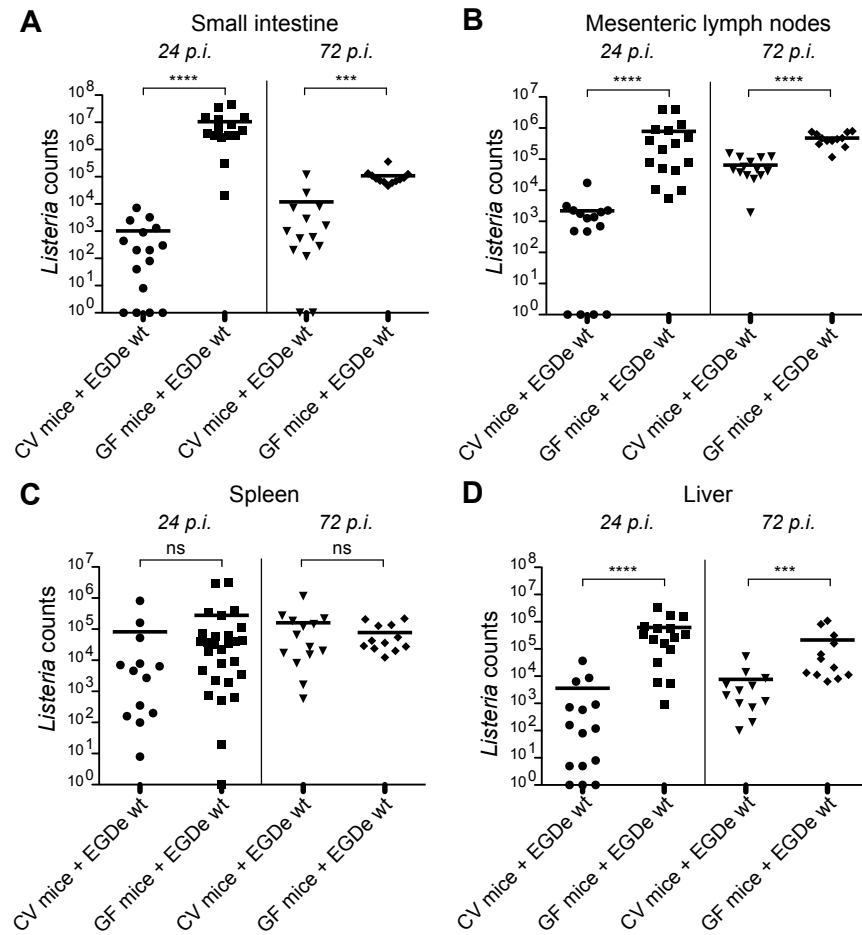 A Small intestine
24 p.i. 72 p.i.
**** ***
Listeria counts
10^8
10^7
10^6
10^5
10^4
10^3
10^2
10^1
10^0
CV mice + EGDe wt
GF mice + EGDe wt
CV mice + EGDe wt
GF mice + EGDe wt
B Mesenteric lymph nodes
24 p.i. 72 p.i.
**** ****
Listeria counts
10^7
10^6
10^5
10^4
10^3
10^2
10^1
10^0
CV mice + EGDe wt
GF mice + EGDe wt
CV mice + EGDe wt
GF mice + EGDe wt
C Spleen
24 p.i. 72 p.i.
ns ns
Listeria counts
10^7
10^6
10^5
10^4
10^3
10^2
10^1
10^0
CV mice + EGDe wt
GF mice + EGDe wt
CV mice + EGDe wt
GF mice + EGDe wt
D Liver
24 p.i. 72 p.i.
**** ***
Listeria counts
10^8
10^7
10^6
10^5
10^4
10^3
10^2
10^1
10^0
CV mice + EGDe wt
GF mice + EGDe wt
CV mice + EGDe wt
GF mice + EGDe wt